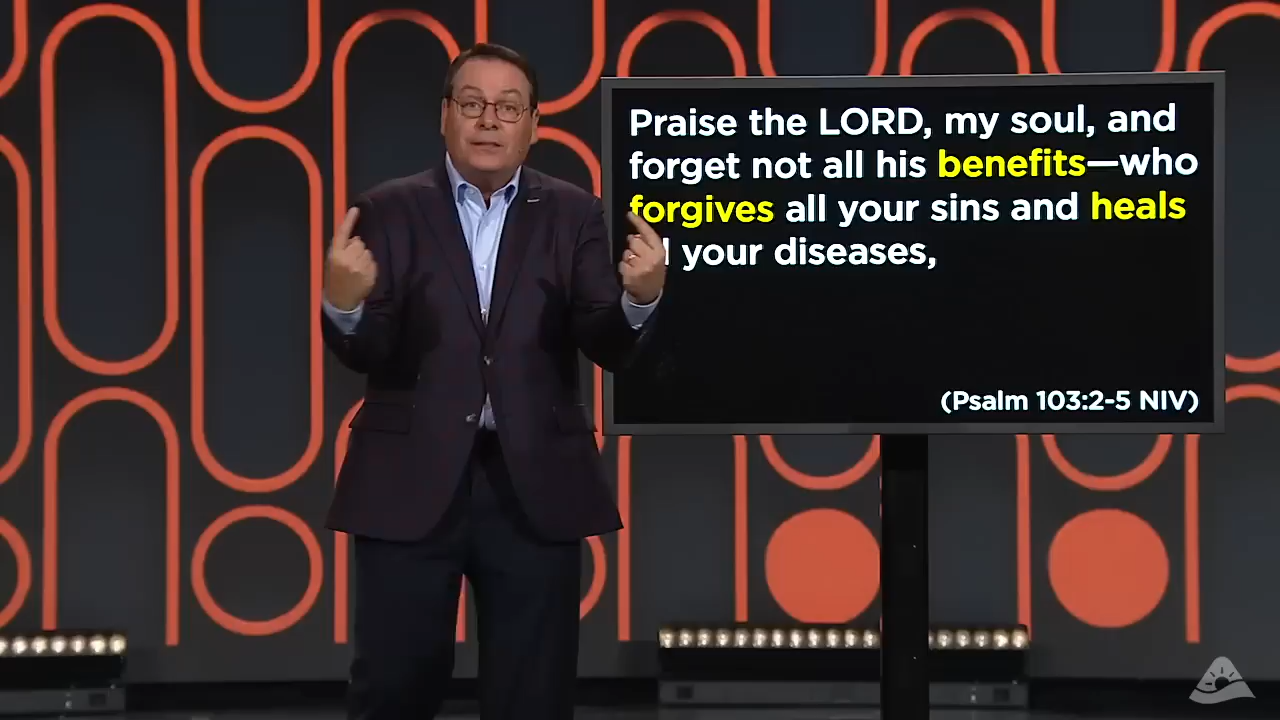 Praise the LORD, my soul, and
forget not all his benefits—who
forgives all your sins and heals
your diseases,
(Psalm 103:2-5 NIV)